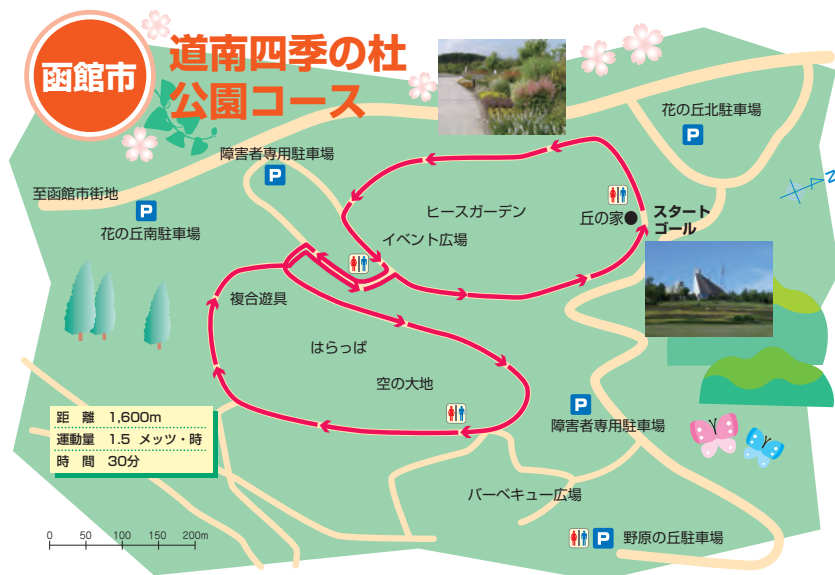 函館市
道南四季の杜
公園コース
花の丘北駐車場
P
障害者専用駐車場
P
至函館市街地
P
花の丘南駐車場
ヒースガーデン
丘の家
スタート
ゴール
イベント広場
複合遊具
はらっぱ
空の大地
距 離 1,600m
運動量 1.5 メッツ・時
時 間 30分
P
障害者専用駐車場
バーベキュー広場
P 野原の丘駐車場
0 50 100 150 200m
N